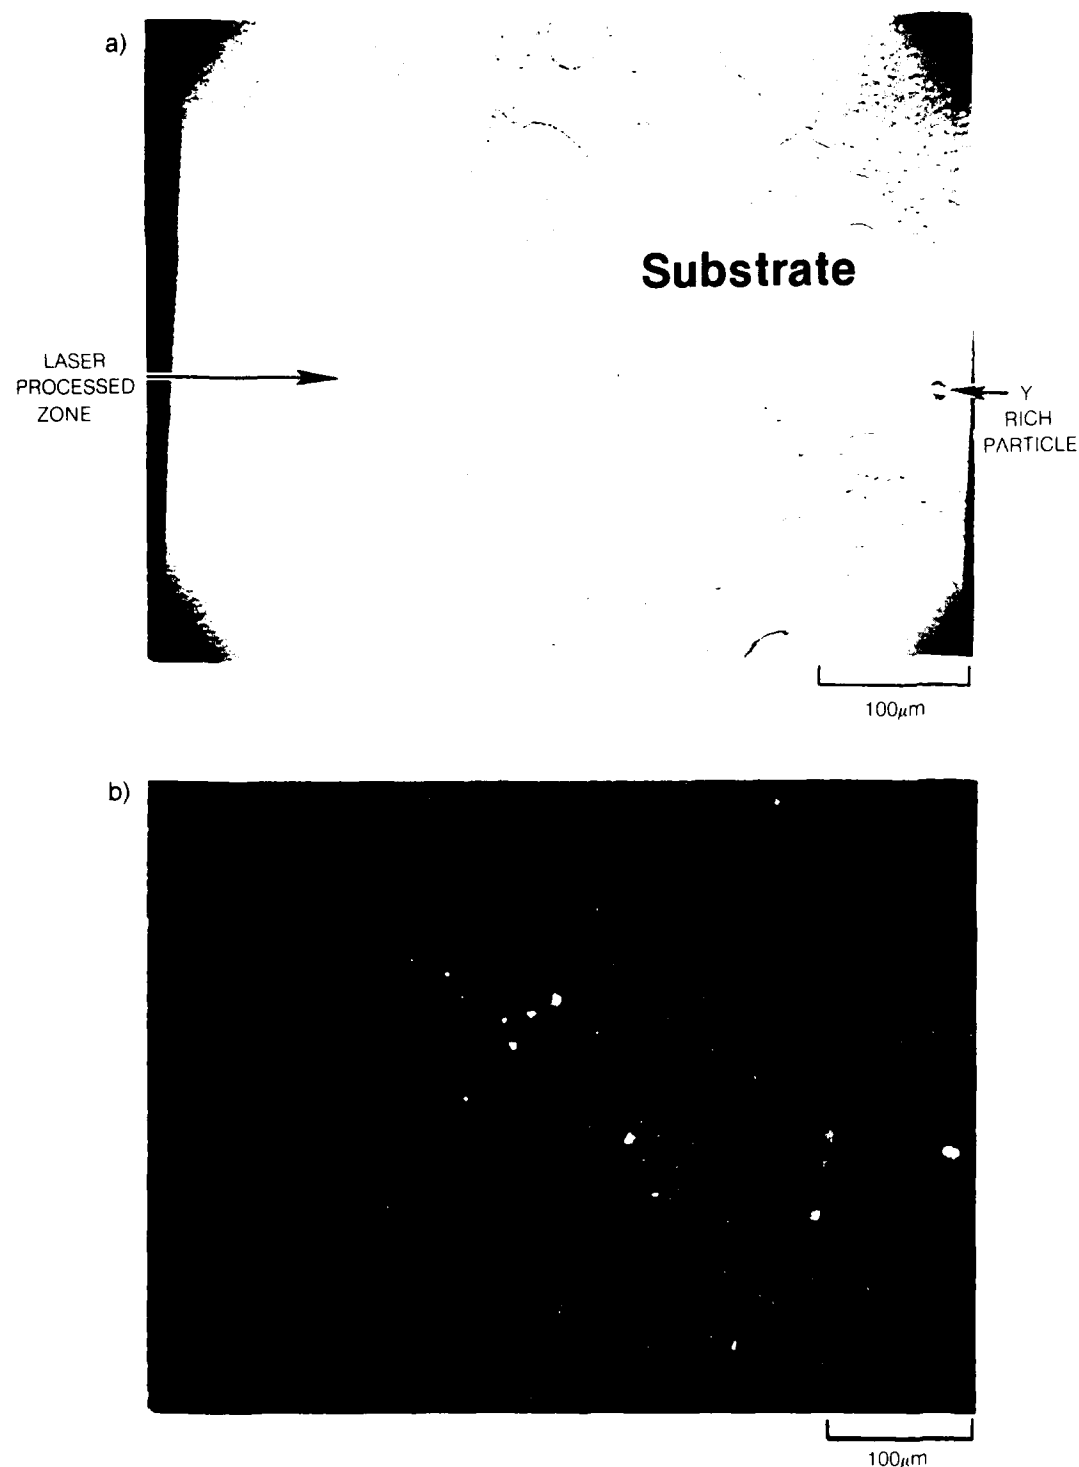 a)
Substrate
LASER
PROCESSED
ZONE
Y
RICH
PARTICLE
100μm
b)
100μm